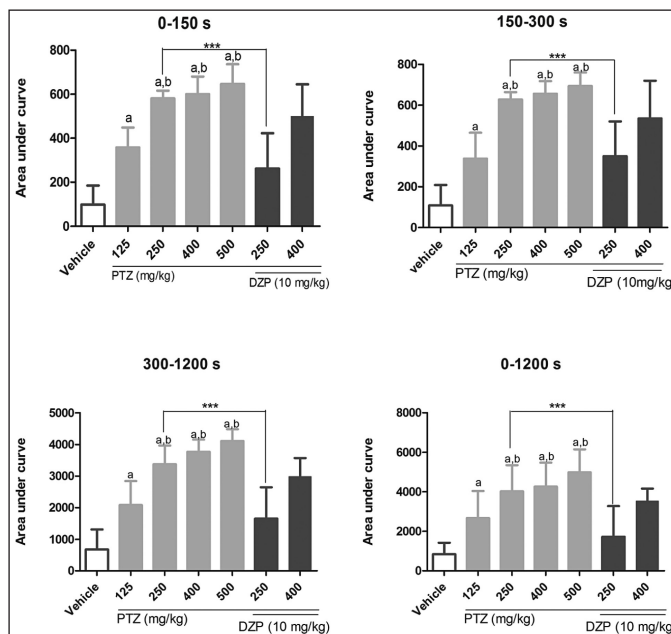 0-150 s
Area under curve
800
600
400
200
0
a
a,b
a,b
a,b
***
Vehicle
125
250
400
500
250
400
PTZ (mg/kg)
DZP (10 mg/kg)
150-300 s
Area under curve
800
600
400
200
0
a
a,b
a,b
a,b
***
Vehicle
125
250
400
500
250
400
PTZ (mg/kg)
DZP (10mg/kg)
300-1200 s
Area under curve
5000
4000
3000
2000
1000
0
a
a,b
a,b
a,b
***
Vehicle
125
250
400
500
250
400
PTZ (mg/kg)
DZP (10 mg/kg)
0-1200 s
Area under curve
8000
6000
4000
2000
0
a
a,b
a,b
a,b
***
Vehicle
125
250
400
500
250
400
PTZ (mg/kg)
DZP (10 mg/kg)